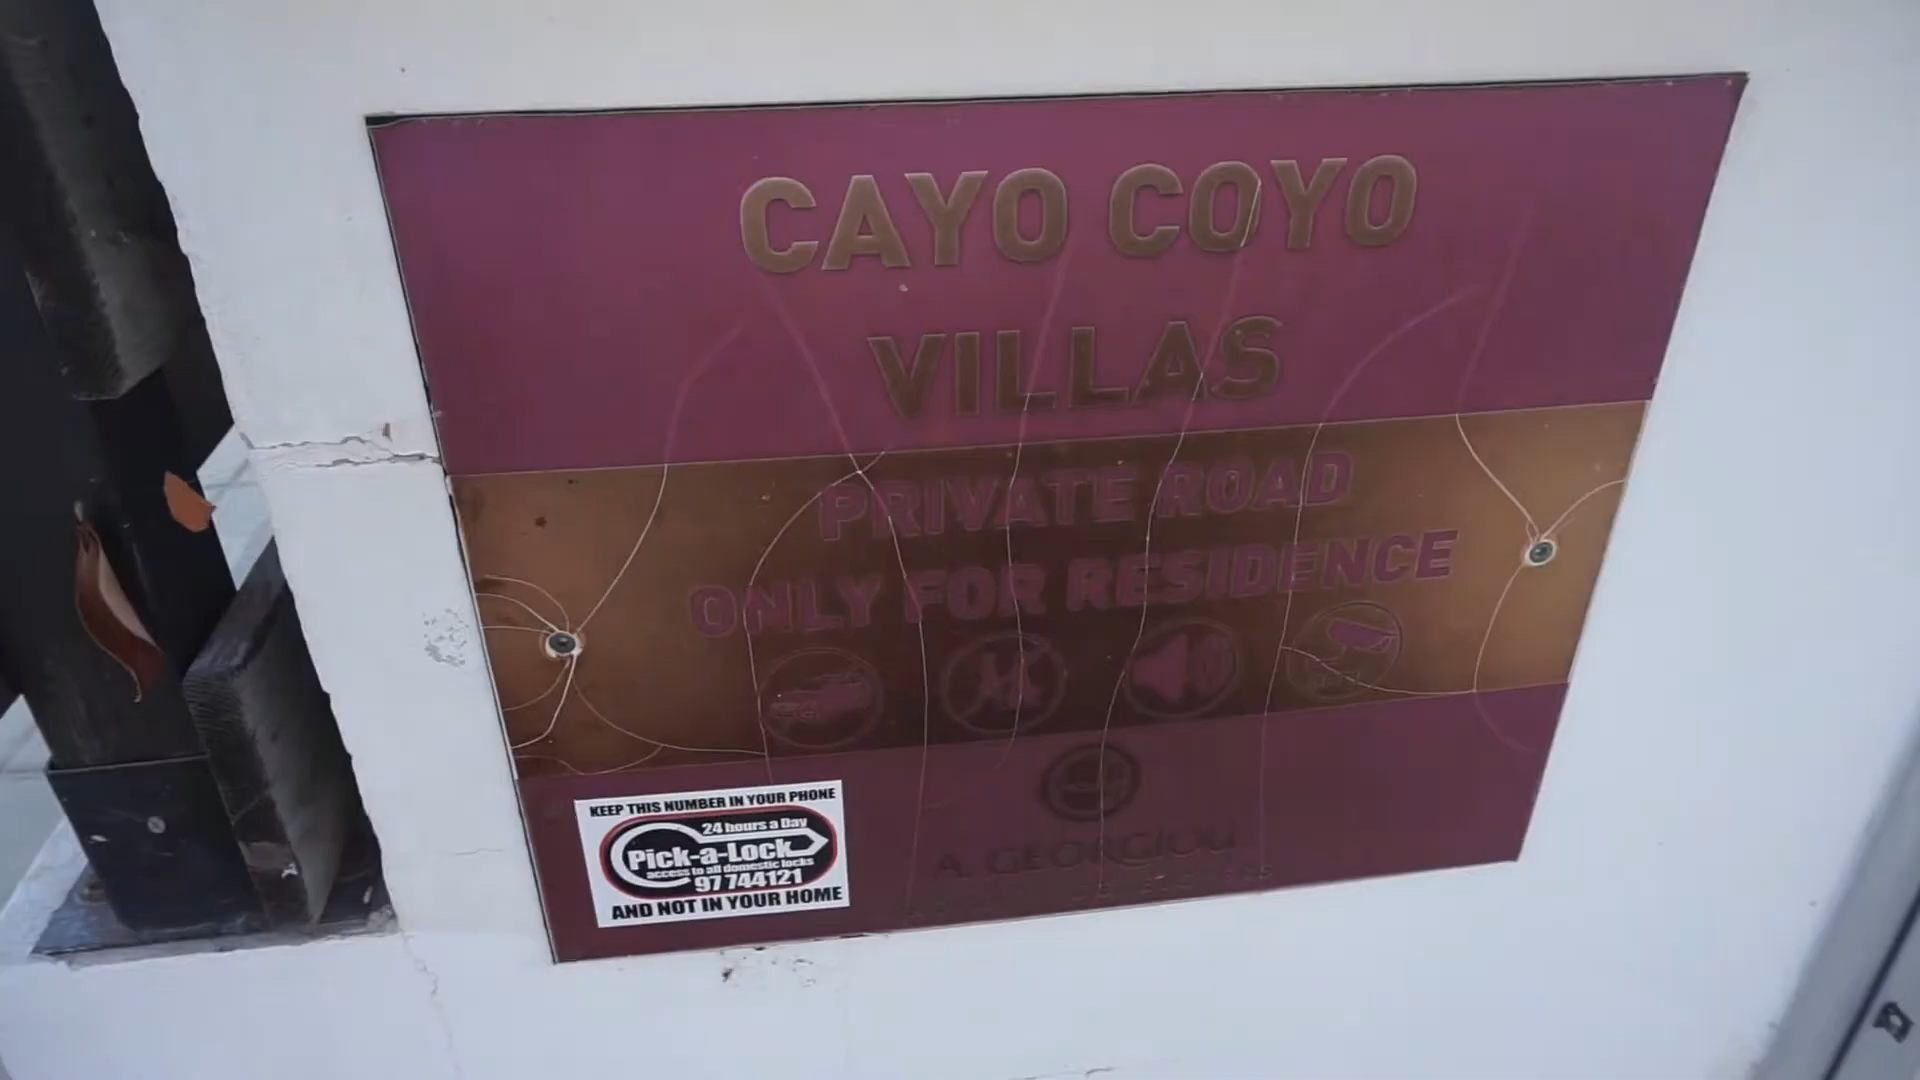 CAYO COYO
VILLAS
PRIVATE ROAD
ONLY FOR RESIDENCE
A. GEORGIOU
KEEP THIS NUMBER IN YOUR PHONE
24 hours a Day
Pick-a-Lock
access to all domestic locks
97 744121
AND NOT IN YOUR HOME